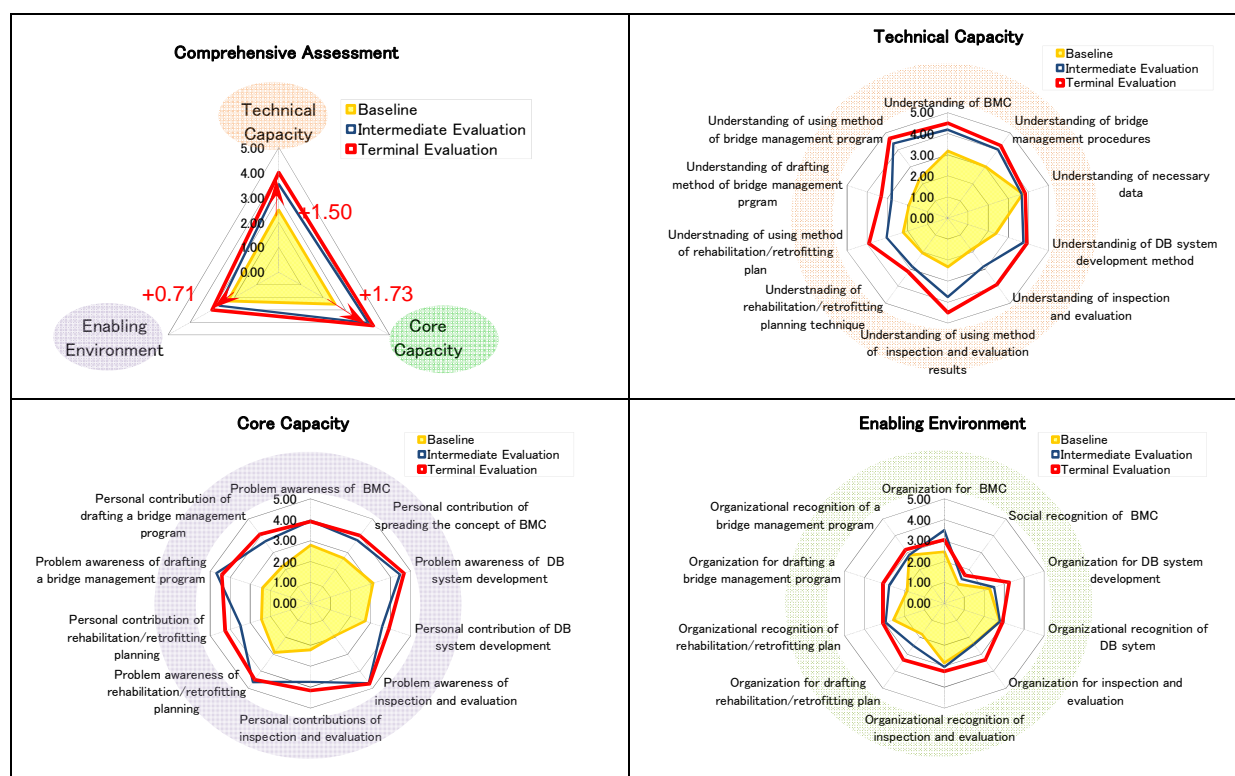 Comprehensive Assessment
Technical
Capacity
Baseline
Intermediate Evaluation
Terminal Evaluation
5.00
4.00
3.00
2.00
1.00
0.00
+1.50
+0.71
+1.73
Enabling
Environment
Core
Capacity
Technical Capacity
Baseline
Intermediate Evaluation
Terminal Evaluation
Understanding of BMC
5.00
4.00
3.00
2.00
1.00
0.00
Understanding of bridge
management procedures
Understanding of necessary
data
Understandinig of DB system
development method
Understanding of inspection
and evaluation
Understanding of using method
of inspection and evaluation
results
Understnading of
rehabilitation/retrofitting
planning technique
Understnading of using method
of rehabilitation/retrofitting
plan
Understanding of drafting
method of bridge management
prgram
Understanding of using method
of bridge management program
Core Capacity
Baseline
Intermediate Evaluation
Terminal Evaluation
Problem awareness of BMC
5.00
4.00
3.00
2.00
1.00
0.00
Personal contribution of
spreading the concept of BMC
Problem awareness of DB
system development
Personal contribution of DB
system development
Problem awareness of
inspection and evaluation
Personal contributions of
inspection and evaluation
Problem awareness of
rehabilitation/retrofitting
planning
Personal contribution of
rehabilitation/retrofitting
planning
Problem awareness of drafting
a bridge management program
Personal contribution of
drafting a bridge management
program
Enabling Environment
Baseline
Intermediate Evaluation
Terminal Evaluation
Organization for BMC
5.00
4.00
3.00
2.00
1.00
0.00
Social recognition of BMC
Organization for DB system
development
Organizational recognition of
DB sytem
Organization for inspection and
evaluation
Organizational recognition of
inspection and evaluation
Organization for drafting
rehabilitation/retrofitting plan
Organizational recognition of
rehabilitation/retrofitting plan
Organization for drafting a
bridge management program
Organizational recognition of a
bridge management program